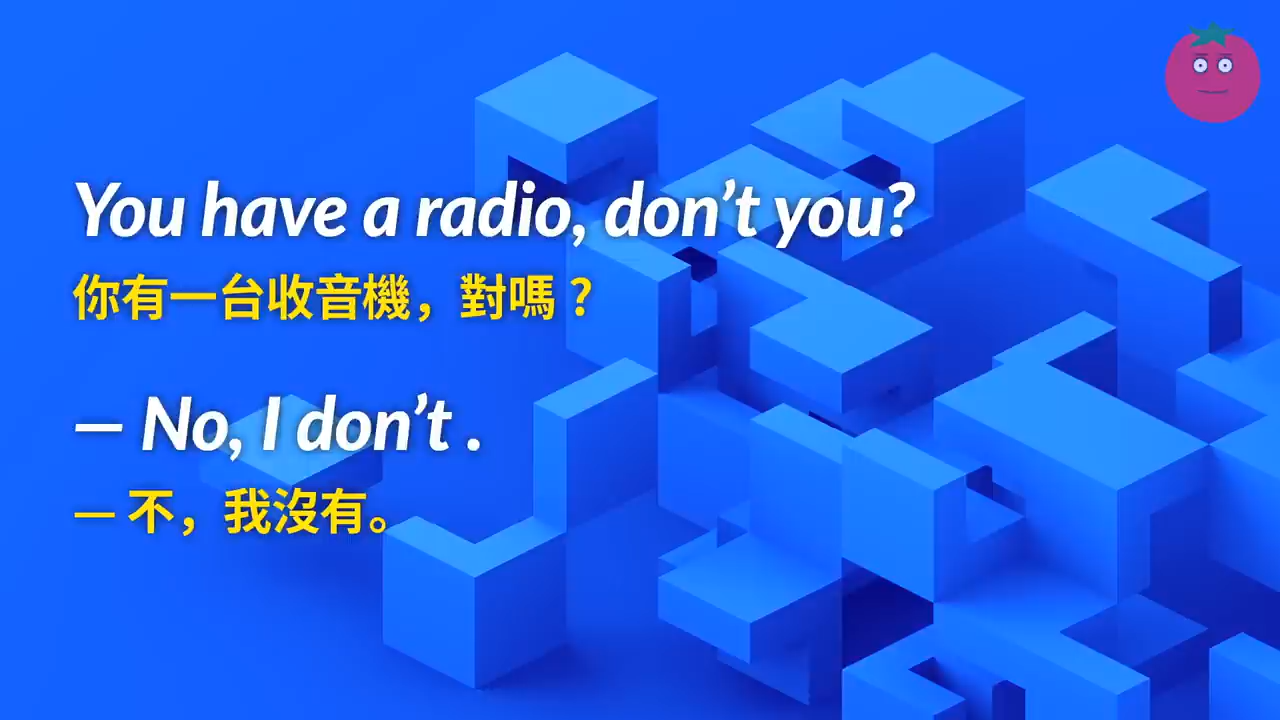 You have a radio, don’t you?
你有一台收音機，對嗎？
— No, I don’t .
— 不，我沒有。